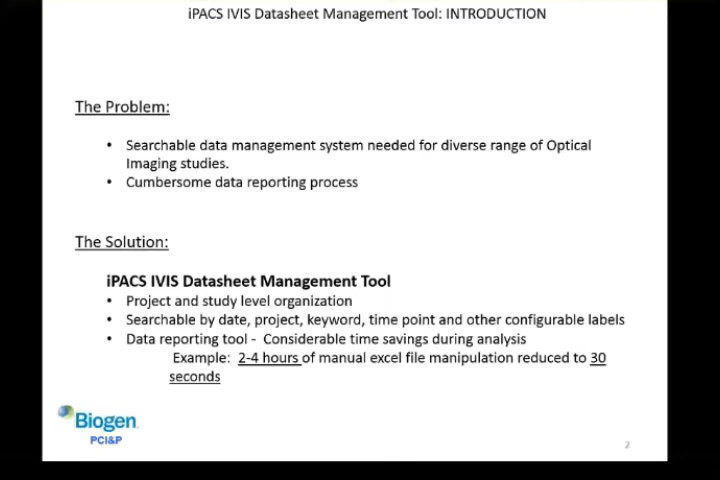 iPACS IVIS Datasheet Management Tool: INTRODUCTION
The Problem:
• Searchable data management system needed for diverse range of Optical
Imaging studies.
• Cumbersome data reporting process
The Solution:
iPACS IVIS Datasheet Management Tool
• Project and study level organization
• Searchable by date, project, keyword, time point and other configurable labels
• Data reporting tool - Considerable time savings during analysis
Example: 2-4 hours of manual excel file manipulation reduced to 30
seconds
Biogen
PCI&P
2